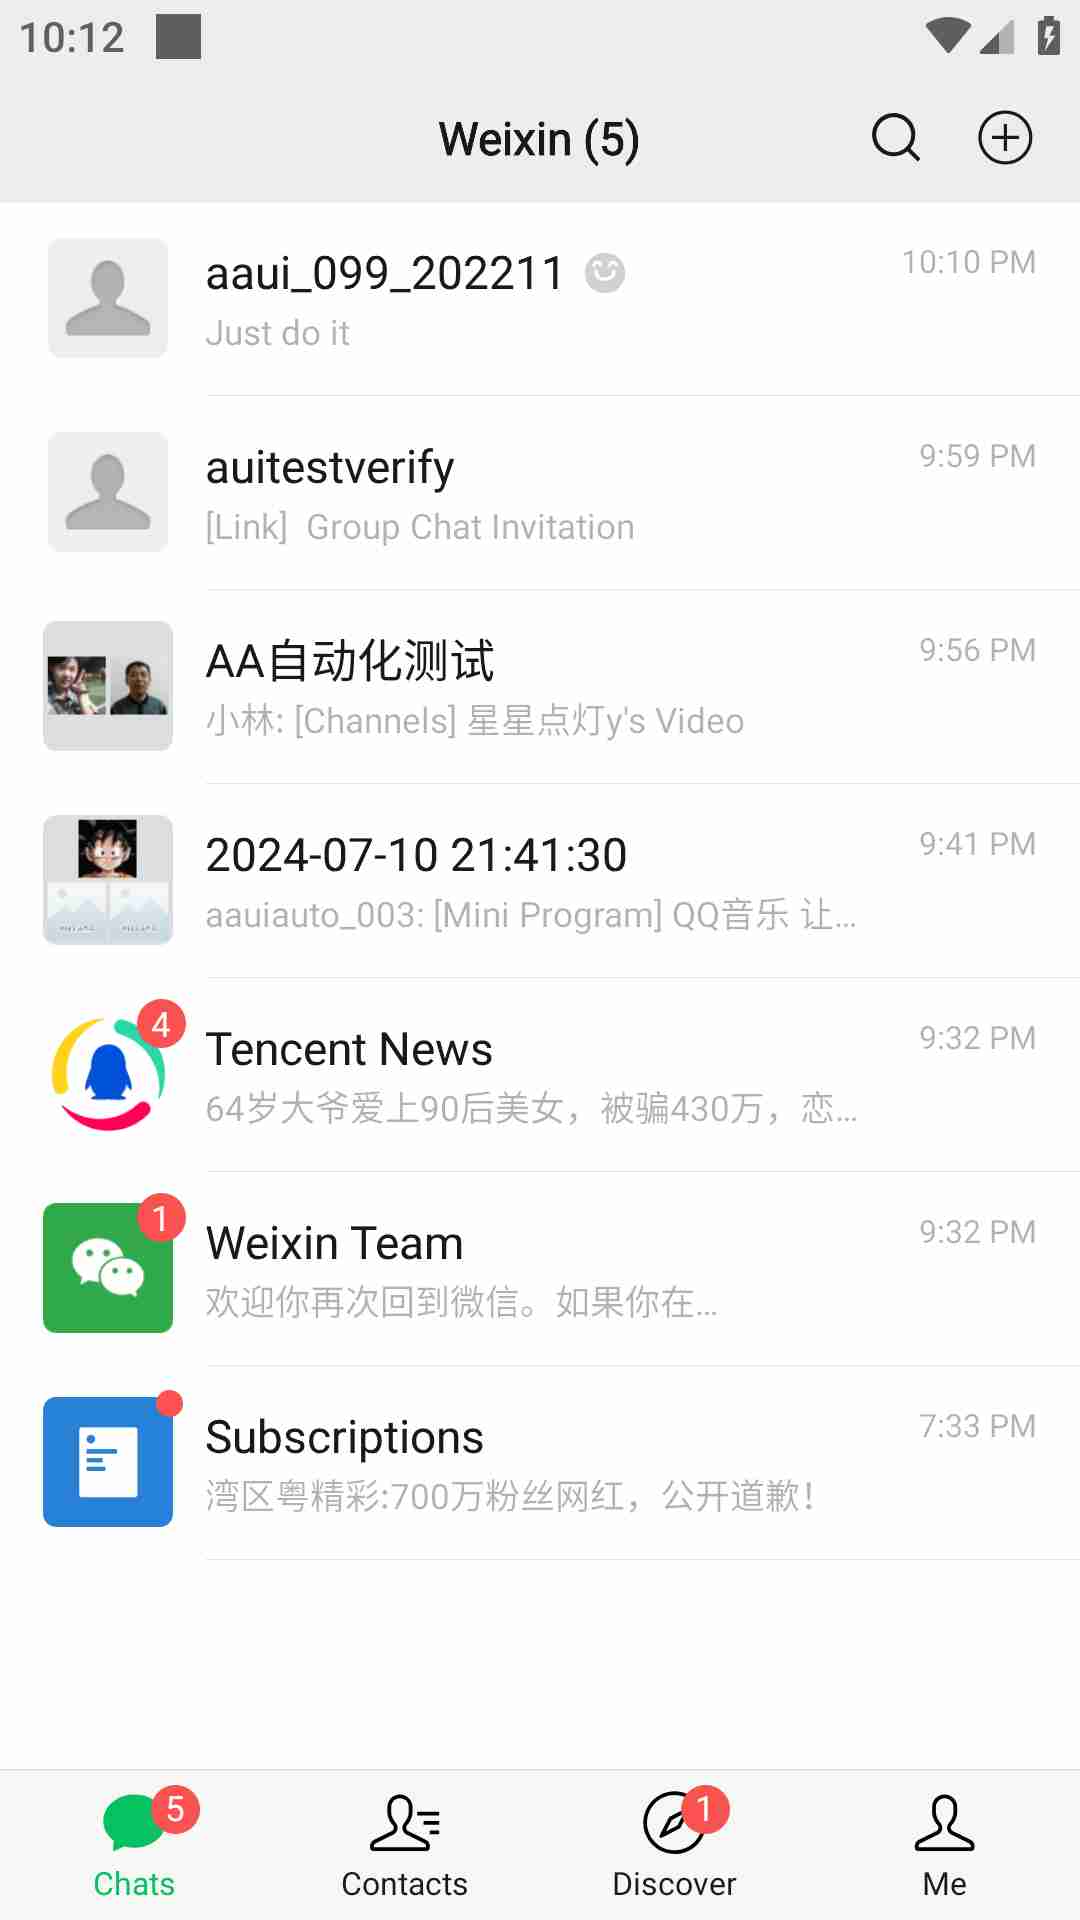 10:12
Weixin (5)
aaui_099_202211
10:10 PM
Just do it
auitestverify
9:59 PM
[Link] Group Chat Invitation
AA自动化测试
9:56 PM
小林: [Channels] 星星点灯y's Video
2024-07-10 21:41:30
9:41 PM
aauiauto_003: [Mini Program] QQ音乐 让...
4
Tencent News
9:32 PM
64岁大爷爱上90后美女，被骗430万，恋...
1
Weixin Team
9:32 PM
欢迎你再次回到微信。如果你在...
Subscriptions
7:33 PM
湾区粤精彩:700万粉丝网红，公开道歉！
5
1
Chats
Contacts
Discover
Me